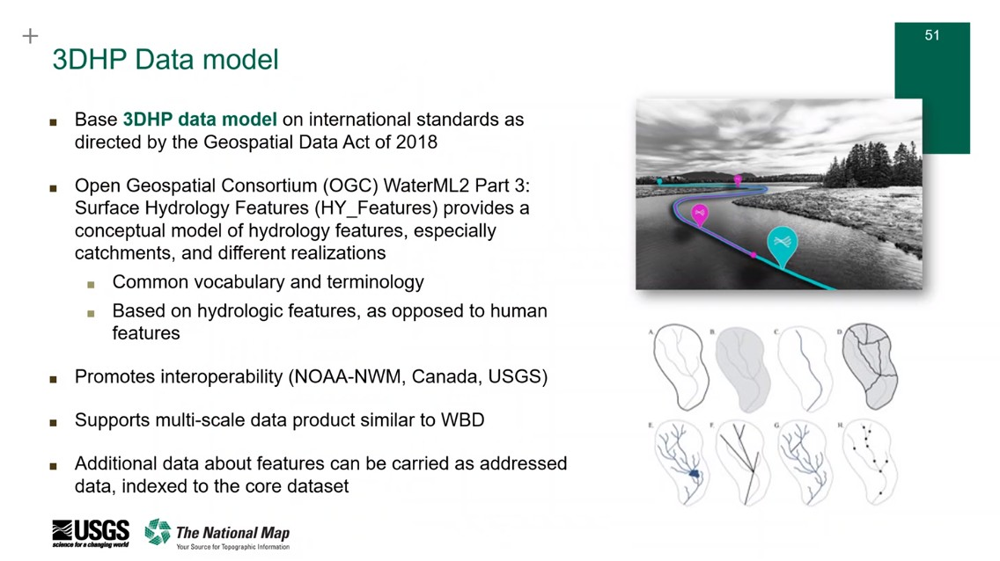 51
3DHP Data model
Base 3DHP data model on international standards as
directed by the Geospatial Data Act of 2018
Open Geospatial Consortium (OGC) WaterML2 Part 3:
Surface Hydrology Features (HY_Features) provides a
conceptual model of hydrology features, especially
catchments, and different realizations
Common vocabulary and terminology
Based on hydrologic features, as opposed to human
features
Promotes interoperability (NOAA-NWM, Canada, USGS)
Supports multi-scale data product similar to WBD
Additional data about features can be carried as addressed
data, indexed to the core dataset
A. B. C. D.
E. F. G. H.
USGS
science for a changing world
The National Map
Your Source for Topographic Information